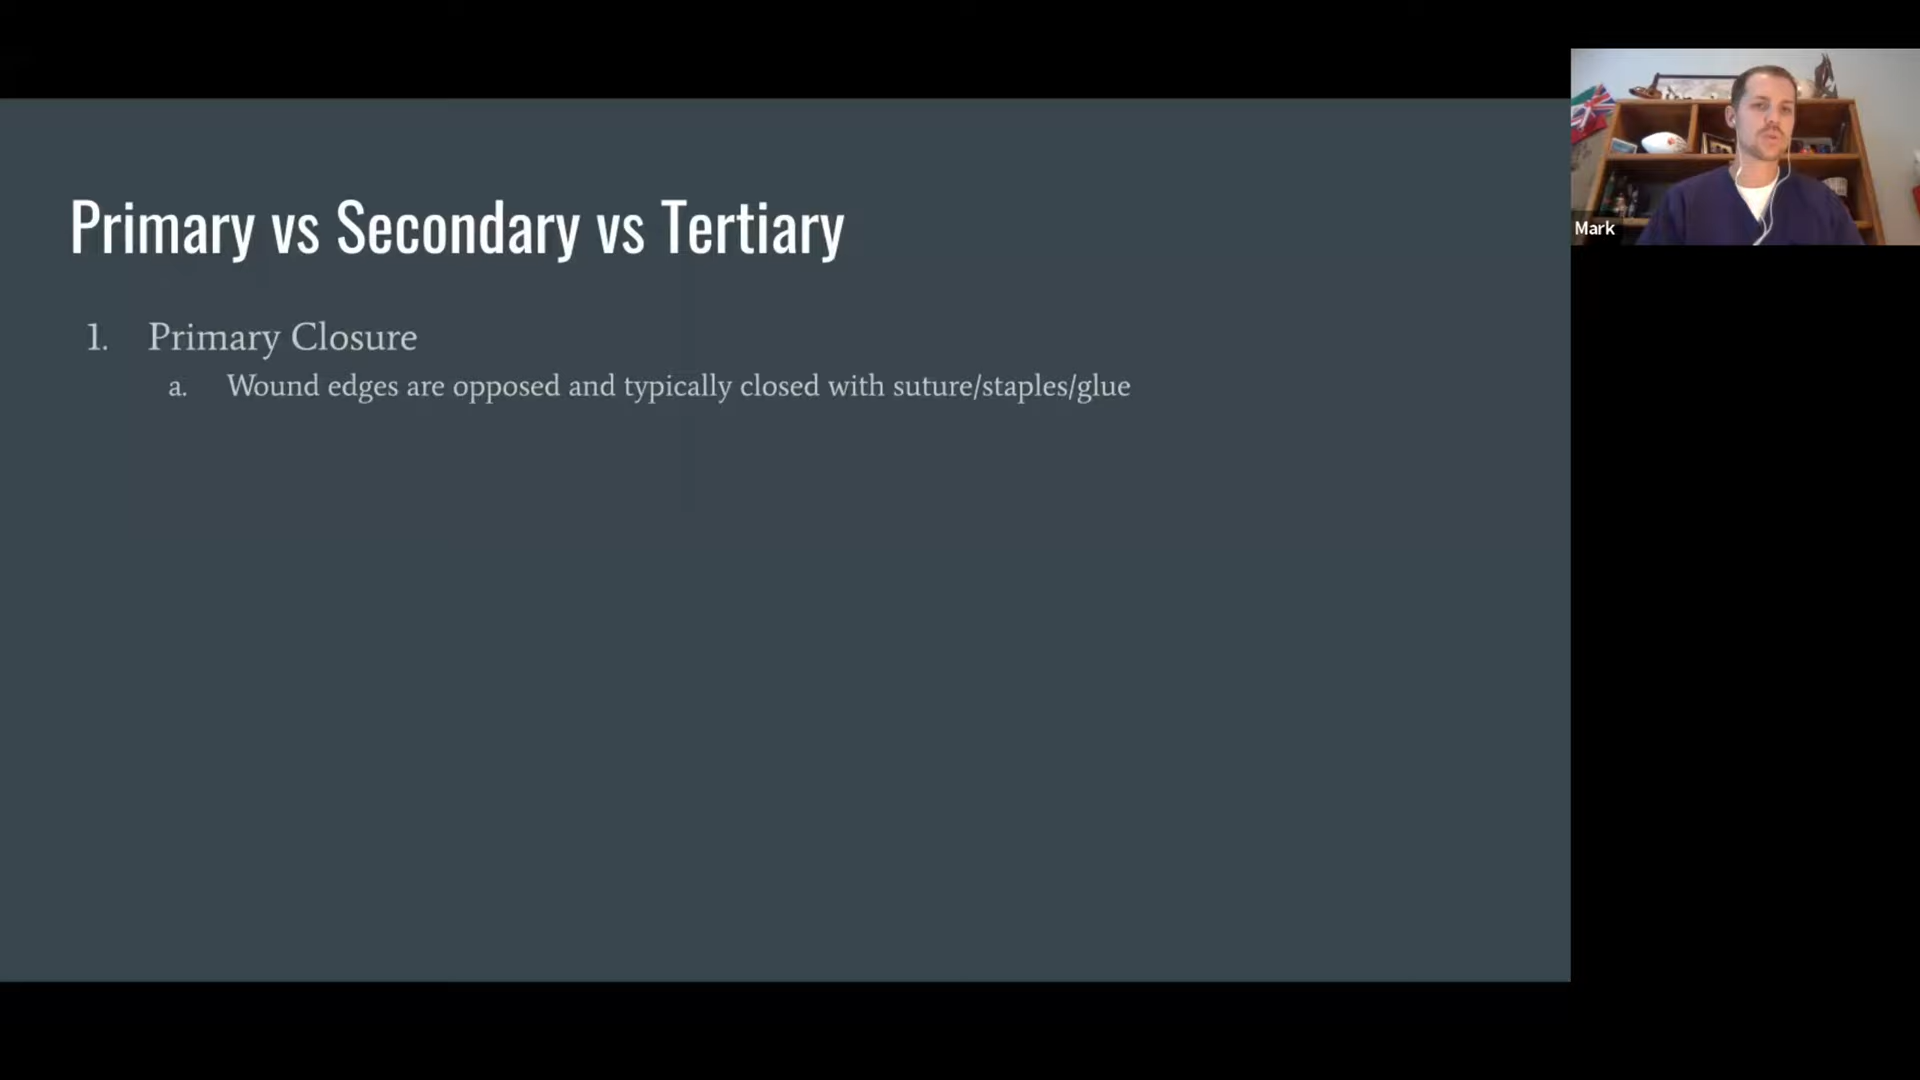 Primary vs Secondary vs Tertiary
1. Primary Closure
a. Wound edges are opposed and typically closed with suture/staples/glue
Mark